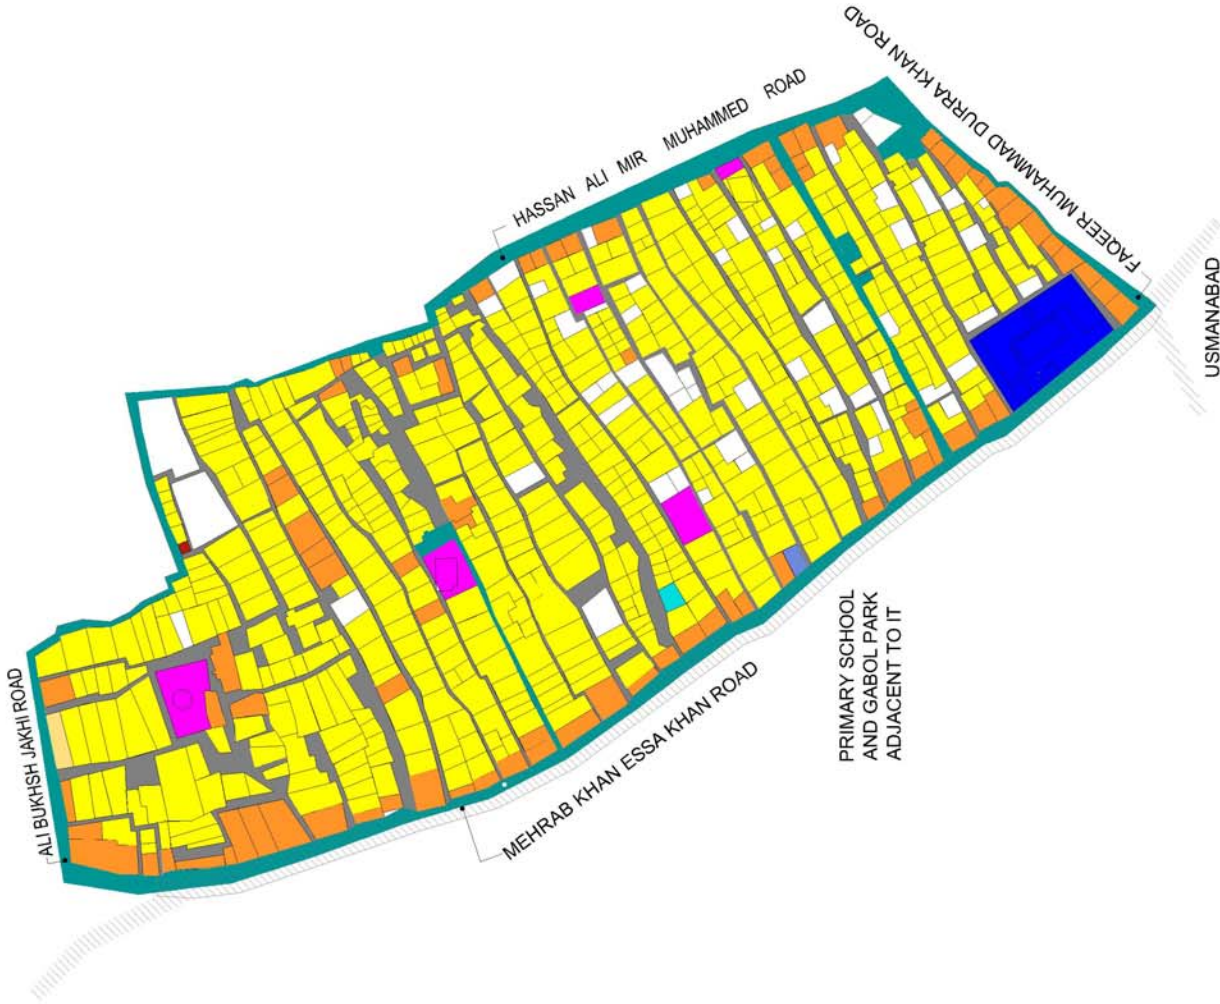 FAQEER MUHAMMAD DURRA KHAN ROAD
HASSAN ALI MIR MUHAMMED ROAD
USMANABAD
ALI BUKHSH JAKHI ROAD
MEHRAB KHAN ESSA KHAN ROAD
PRIMARY SCHOOL
AND GABOL PARK
ADJACENT TO IT